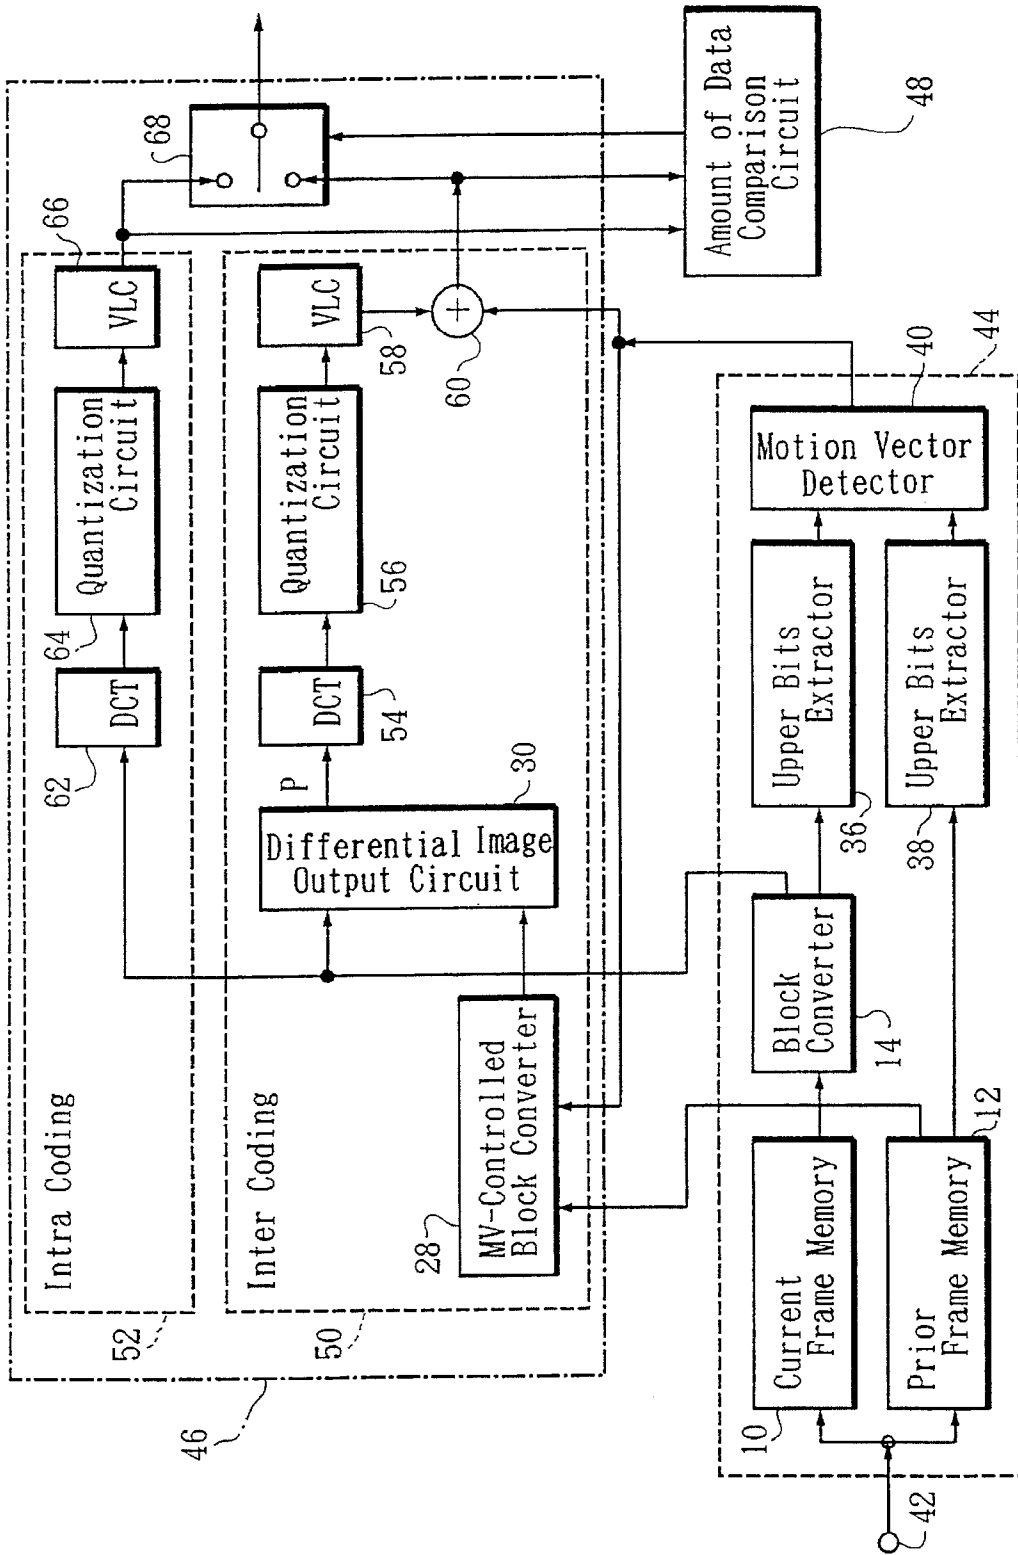 46
52
Intra Coding
62
DCT
64
Quantization
Circuit
66
VLC
68
50
Inter Coding
28
MV-Controlled
Block Converter
Differential Image
Output Circuit
30
P
DCT
54
Quantization
Circuit
56
VLC
58
60
Amount of Data
Comparison
Circuit
48
42
10
Current
Frame Memory
Prior
Frame Memory
12
Block
Converter
14
Upper Bits
Extractor
36
Upper Bits
Extractor
38
Motion Vector
Detector
40
44